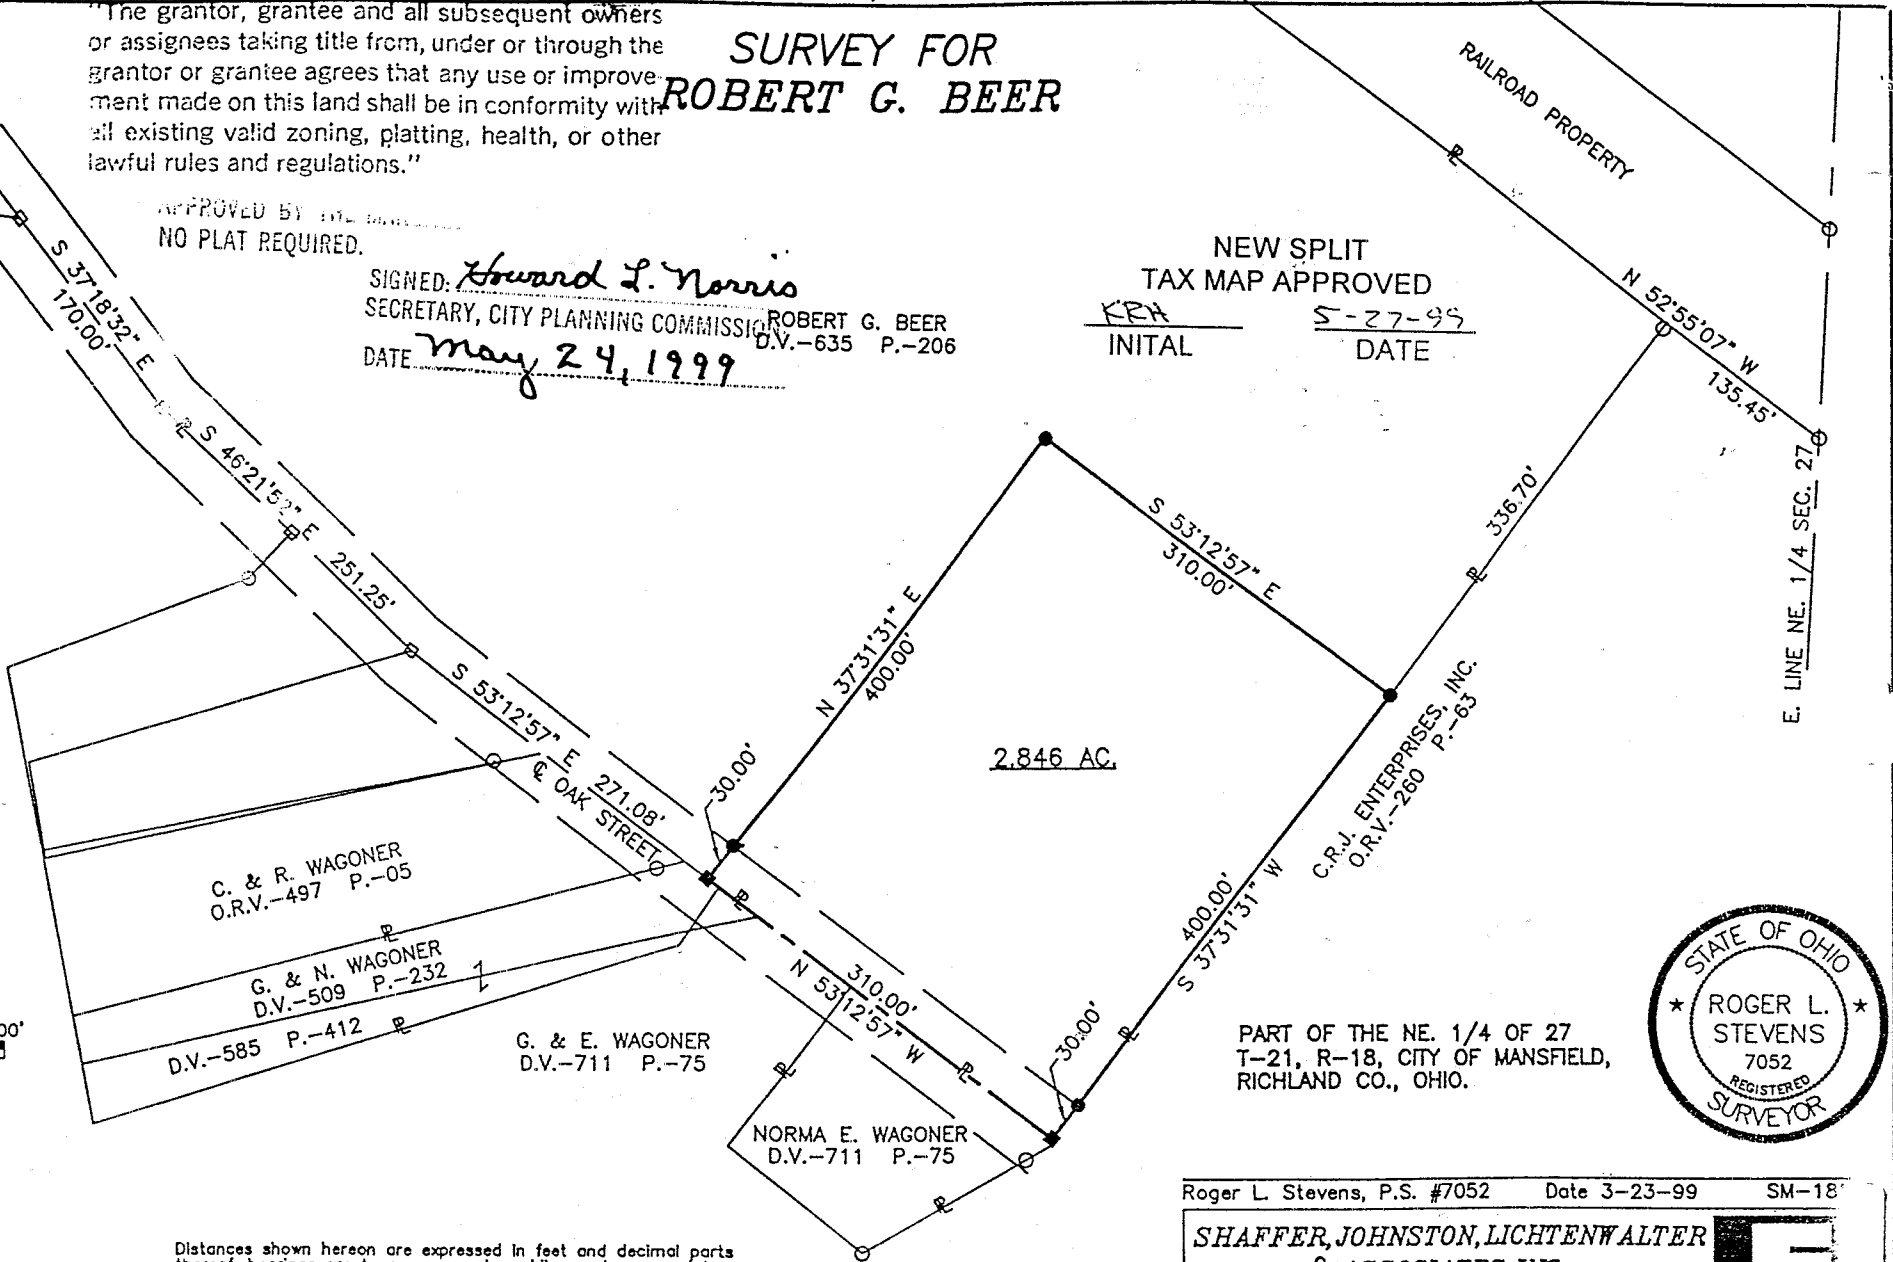 "The grantor, grantee and all subsequent owners
or assignees taking title from, under or through the
grantor or grantee agrees that any use or improve-
ment made on this land shall be in conformity with
all existing valid zoning, platting, health, or other
lawful rules and regulations."
SURVEY FOR
ROBERT G. BEER
RAILROAD PROPERTY
APPROVED BY THE
NO PLAT REQUIRED.
SIGNED: Howard L. Norris
SECRETARY, CITY PLANNING COMMISSION
DATE May 24, 1999
ROBERT G. BEER
D.V.-635 P.-206
NEW SPLIT
TAX MAP APPROVED
KRH 5-27-99
INITAL DATE
N 52°55'07" W
135.45'
S 37°18'32" E
170.00'
S 46°21'52" E 251.25'
S 53°12'57" E 271.08'
℄ OAK STREET
30.00'
N 37°31'31" E
400.00'
S 53°12'57" E
310.00'
336.70'
E. LINE NE. 1/4 SEC. 27
2.846 AC.
C.R.J. ENTERPRISES, INC.
O.R.V.-260 P.-63
400.00'
S 37°31'31" W
310.00'
N 53°12'57" W
30.00'
C. & R. WAGONER
O.R.V.-497 P.-05
G. & N. WAGONER
D.V.-509 P.-232
D.V.-585 P.-412
G. & E. WAGONER
D.V.-711 P.-75
NORMA E. WAGONER
D.V.-711 P.-75
00'
PART OF THE NE. 1/4 OF 27
T-21, R-18, CITY OF MANSFIELD,
RICHLAND CO., OHIO.
STATE OF OHIO
★ ROGER L. ★
STEVENS
7052
REGISTERED
SURVEYOR
Roger L. Stevens, P.S. #7052 Date 3-23-99 SM-18
SHAFFER, JOHNSTON, LICHTENWALTER
Distances shown hereon are expressed in feet and decimal parts